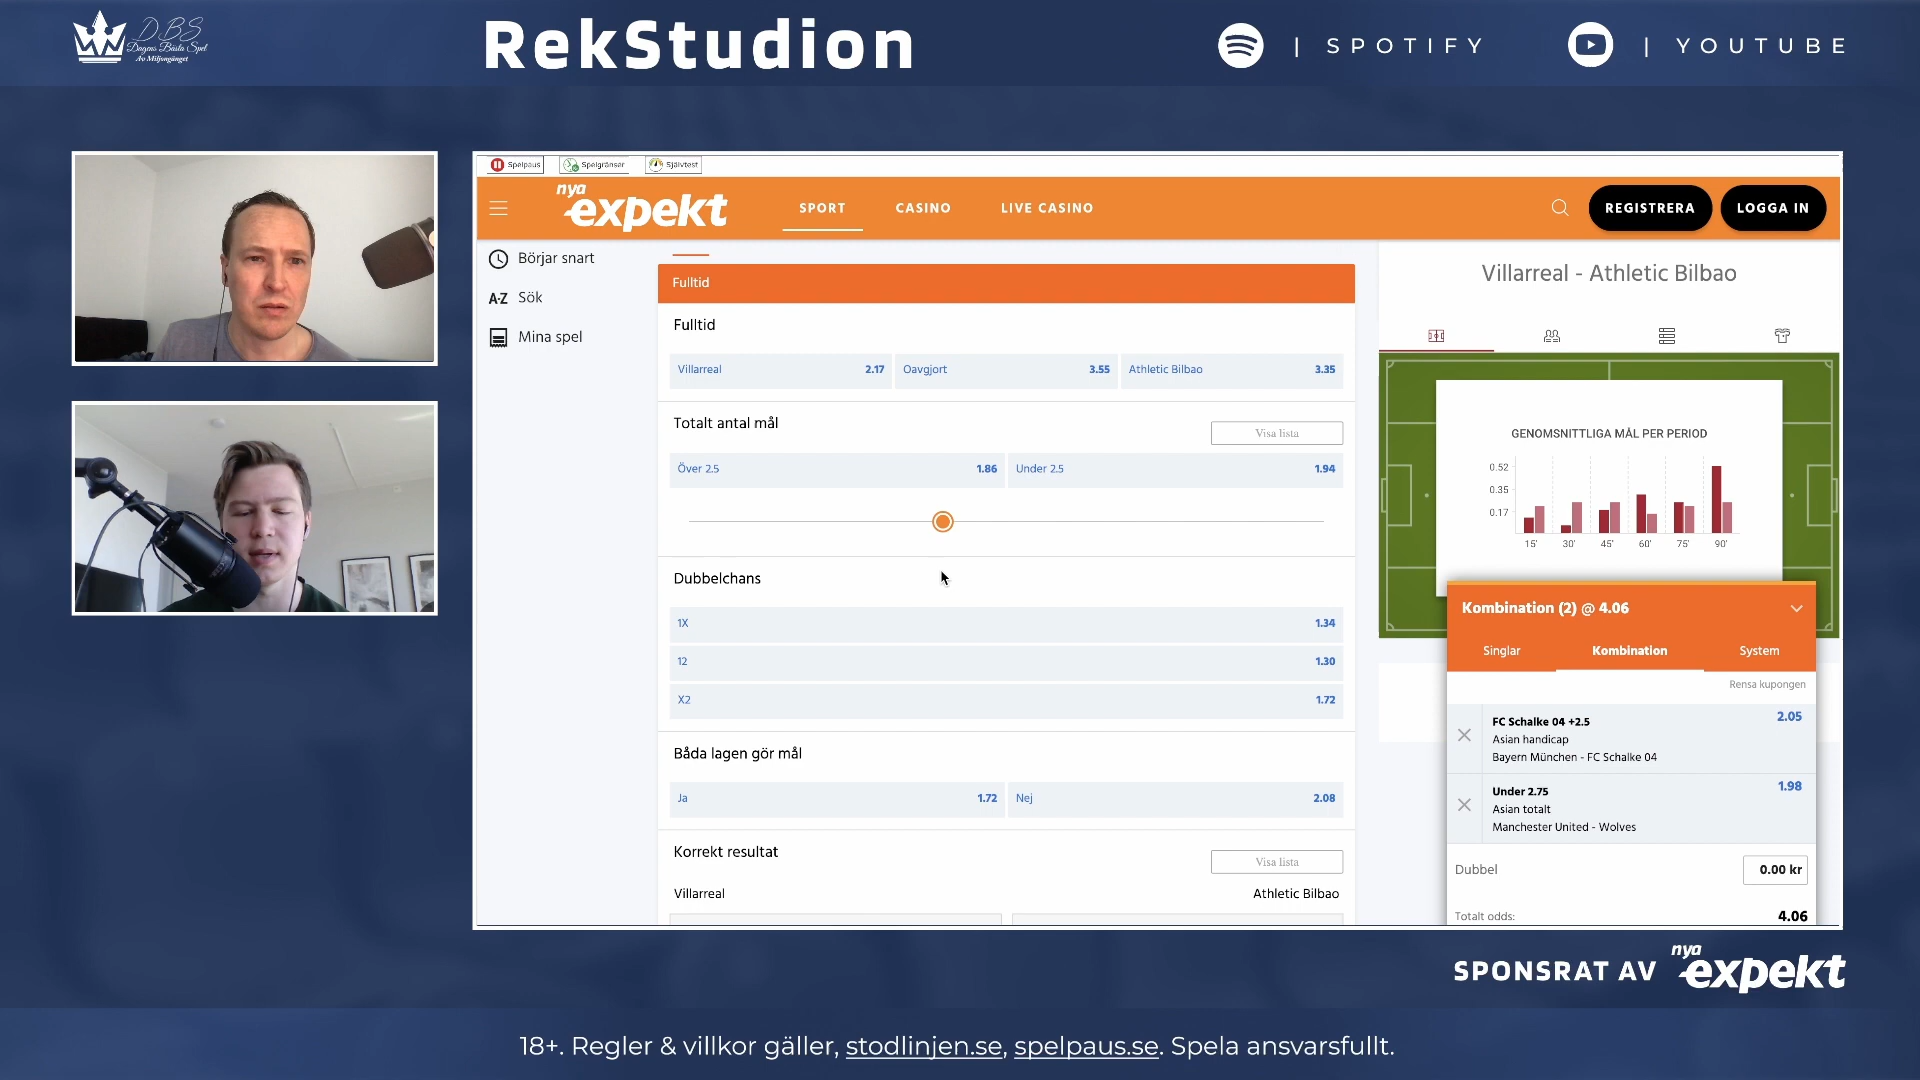 DBS
Dagens Bästa Spel
Av Miljongänget
RekStudion
| SPOTIFY
| YOUTUBE
Spelpaus
Spelgränser
Självtest
nya
expekt
SPORT
CASINO
LIVE CASINO
REGISTRERA
LOGGA IN
Börjar snart
A-Z Sök
Mina spel
Fulltid
Fulltid
Villarreal 2.17 Oavgjort 3.55 Athletic Bilbao 3.35
Totalt antal mål
Visa lista
Över 2.5 1.86 Under 2.5 1.94
Dubbelchans
1X 1.34
12 1.30
X2 1.72
Båda lagen gör mål
Ja 1.72 Nej 2.08
Korrekt resultat
Visa lista
Villarreal Athletic Bilbao
Villarreal - Athletic Bilbao
GENOMSNITTLIGA MÅL PER PERIOD
0.52
0.35
0.17
15' 30' 45' 60' 75' 90'
Kombination (2) @ 4.06
Singlar Kombination System
Rensa kupongen
FC Schalke 04 +2.5 2.05
Asian handicap
Bayern München - FC Schalke 04
Under 2.75 1.98
Asian totalt
Manchester United - Wolves
Dubbel 0.00 kr
Totalt odds: 4.06
SPONSRAT AV nya expekt
18+. Regler & villkor gäller, stodlinjen.se, spelpaus.se. Spela ansvarsfullt.